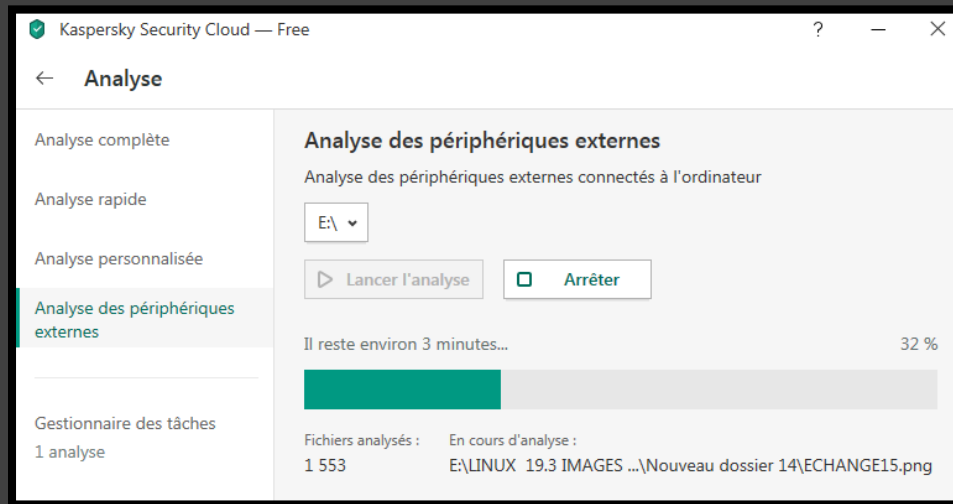 Kaspersky Security Cloud — Free
?
Analyse
Analyse complète
Analyse rapide
Analyse personnalisée
Analyse des périphériques
externes
Gestionnaire des tâches
1 analyse
Analyse des périphériques externes
Analyse des périphériques externes connectés à l'ordinateur
E:\
Lancer l'analyse
Arrêter
Il reste environ 3 minutes... 32 %
Fichiers analysés : En cours d'analyse :
1 553 E:\LINUX 19.3 IMAGES ...\Nouveau dossier 14\ECHANGE15.png